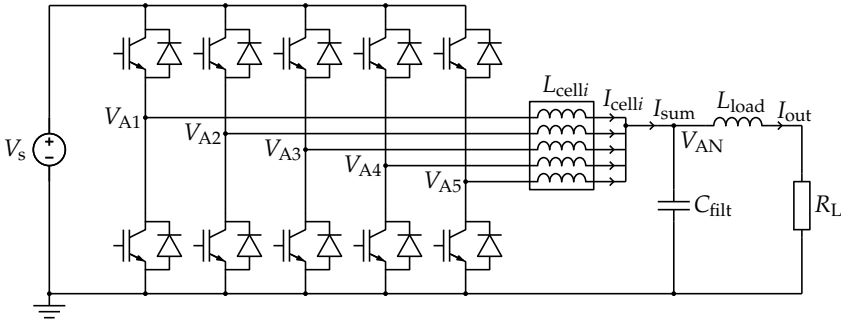 L_celli
I_celli
I_sum
L_load
I_out
V_A1
V_A2
V_A3
V_A4
V_A5
V_AN
V_s
+
−
C_filt
R_L